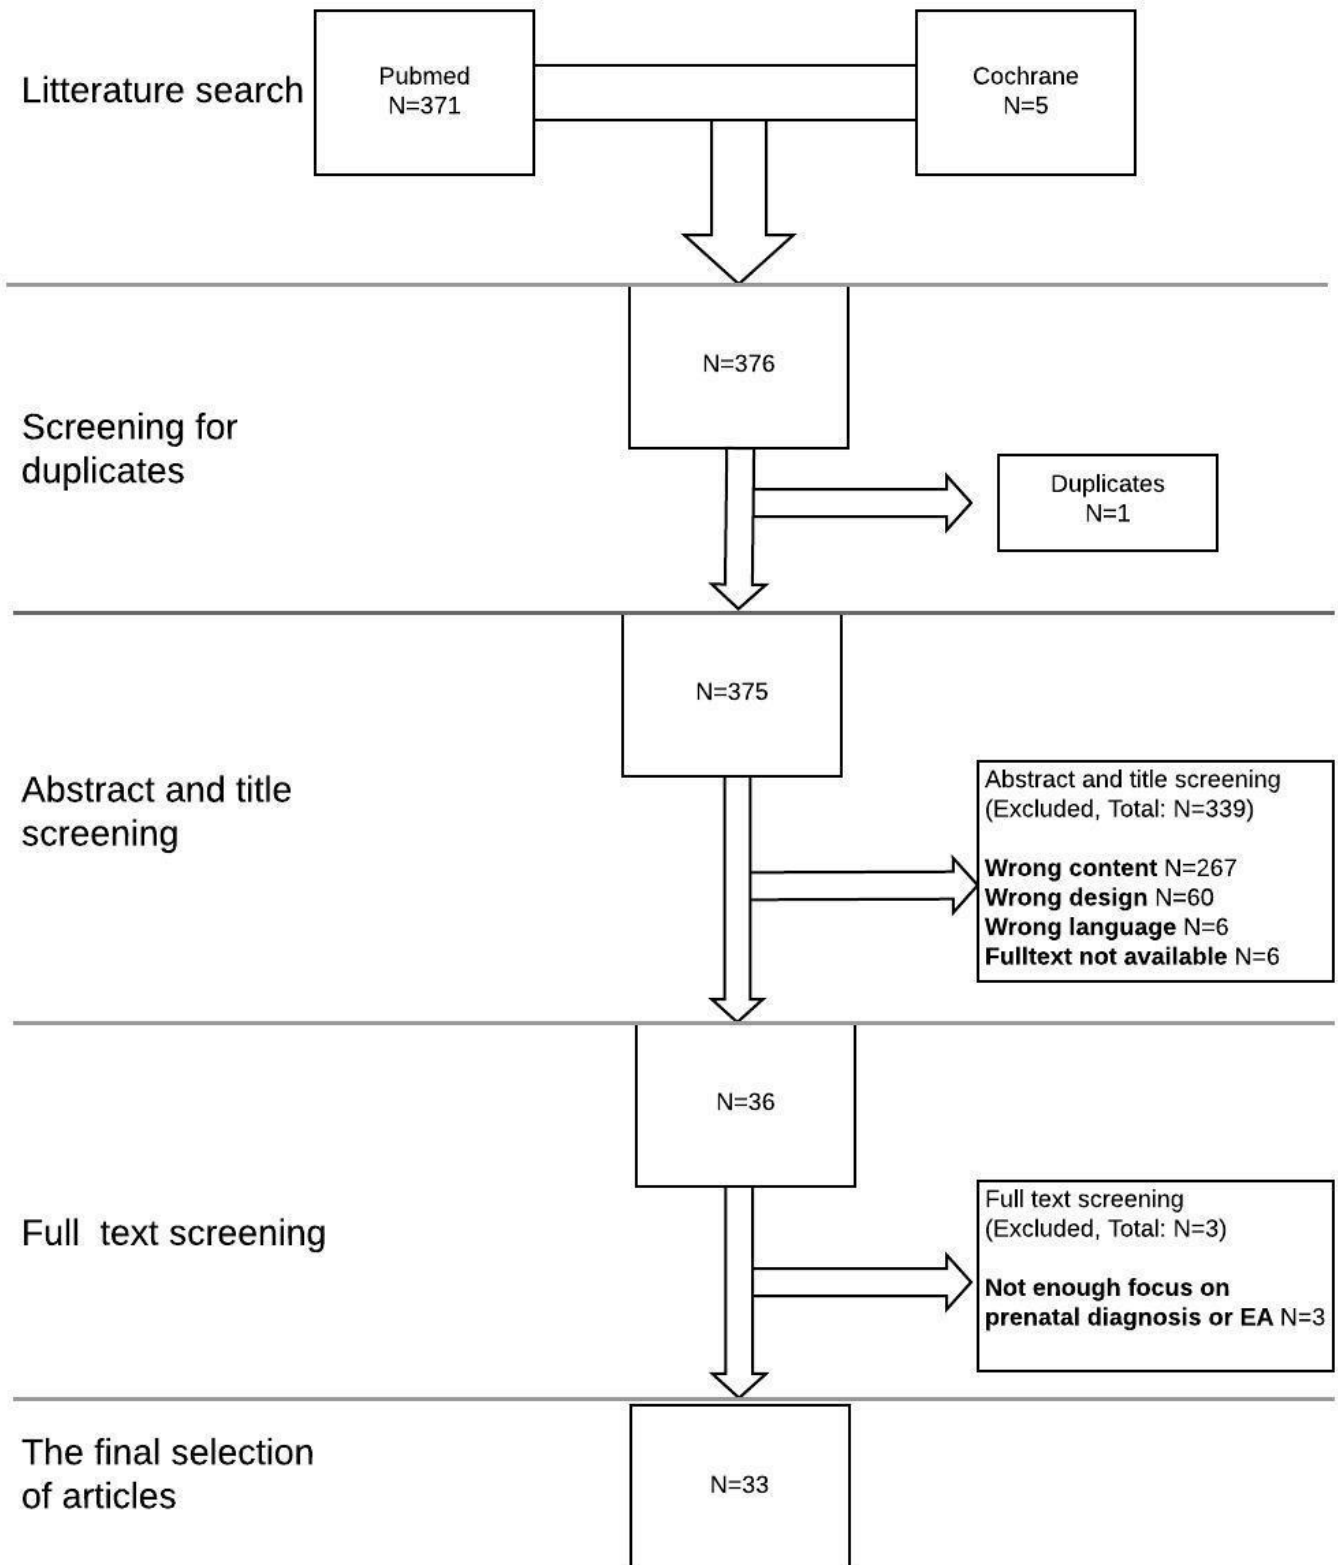 Litterature search
Pubmed
N=371
Cochrane
N=5
N=376
Screening for
duplicates
Duplicates
N=1
N=375
Abstract and title
screening
Abstract and title screening
(Excluded, Total: N=339)
Wrong content N=267
Wrong design N=60
Wrong language N=6
Fulltext not available N=6
N=36
Full text screening
Full text screening
(Excluded, Total: N=3)
Not enough focus on
prenatal diagnosis or EA N=3
The final selection
of articles
N=33